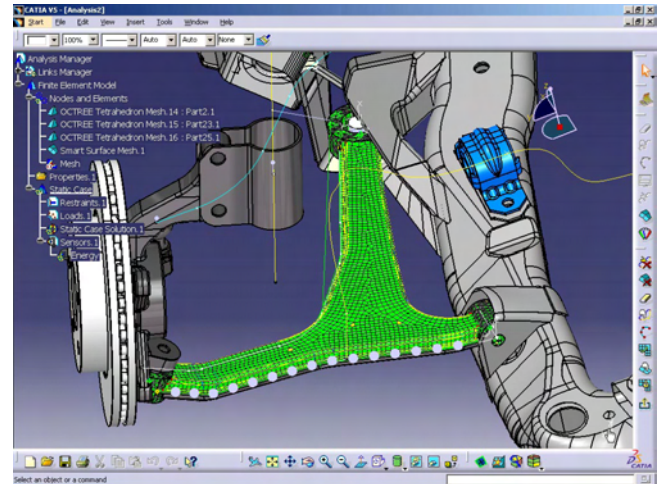 CATIA V5 - [Analysis2]
Start File Edit View Insert Tools Window Help
100% Auto Auto None
Analysis Manager
Links Manager
Finite Element Model
Nodes and Elements
OCTREE Tetrahedron Mesh.14 : Part2.1
OCTREE Tetrahedron Mesh.15 : Part23.1
OCTREE Tetrahedron Mesh.16 : Part25.1
Smart Surface Mesh.1
Mesh
Properties.1
Static Case
Restraints.1
Loads.1
Static Case Solution.1
Sensors.1
Energy
CATIA
Select an object or a command